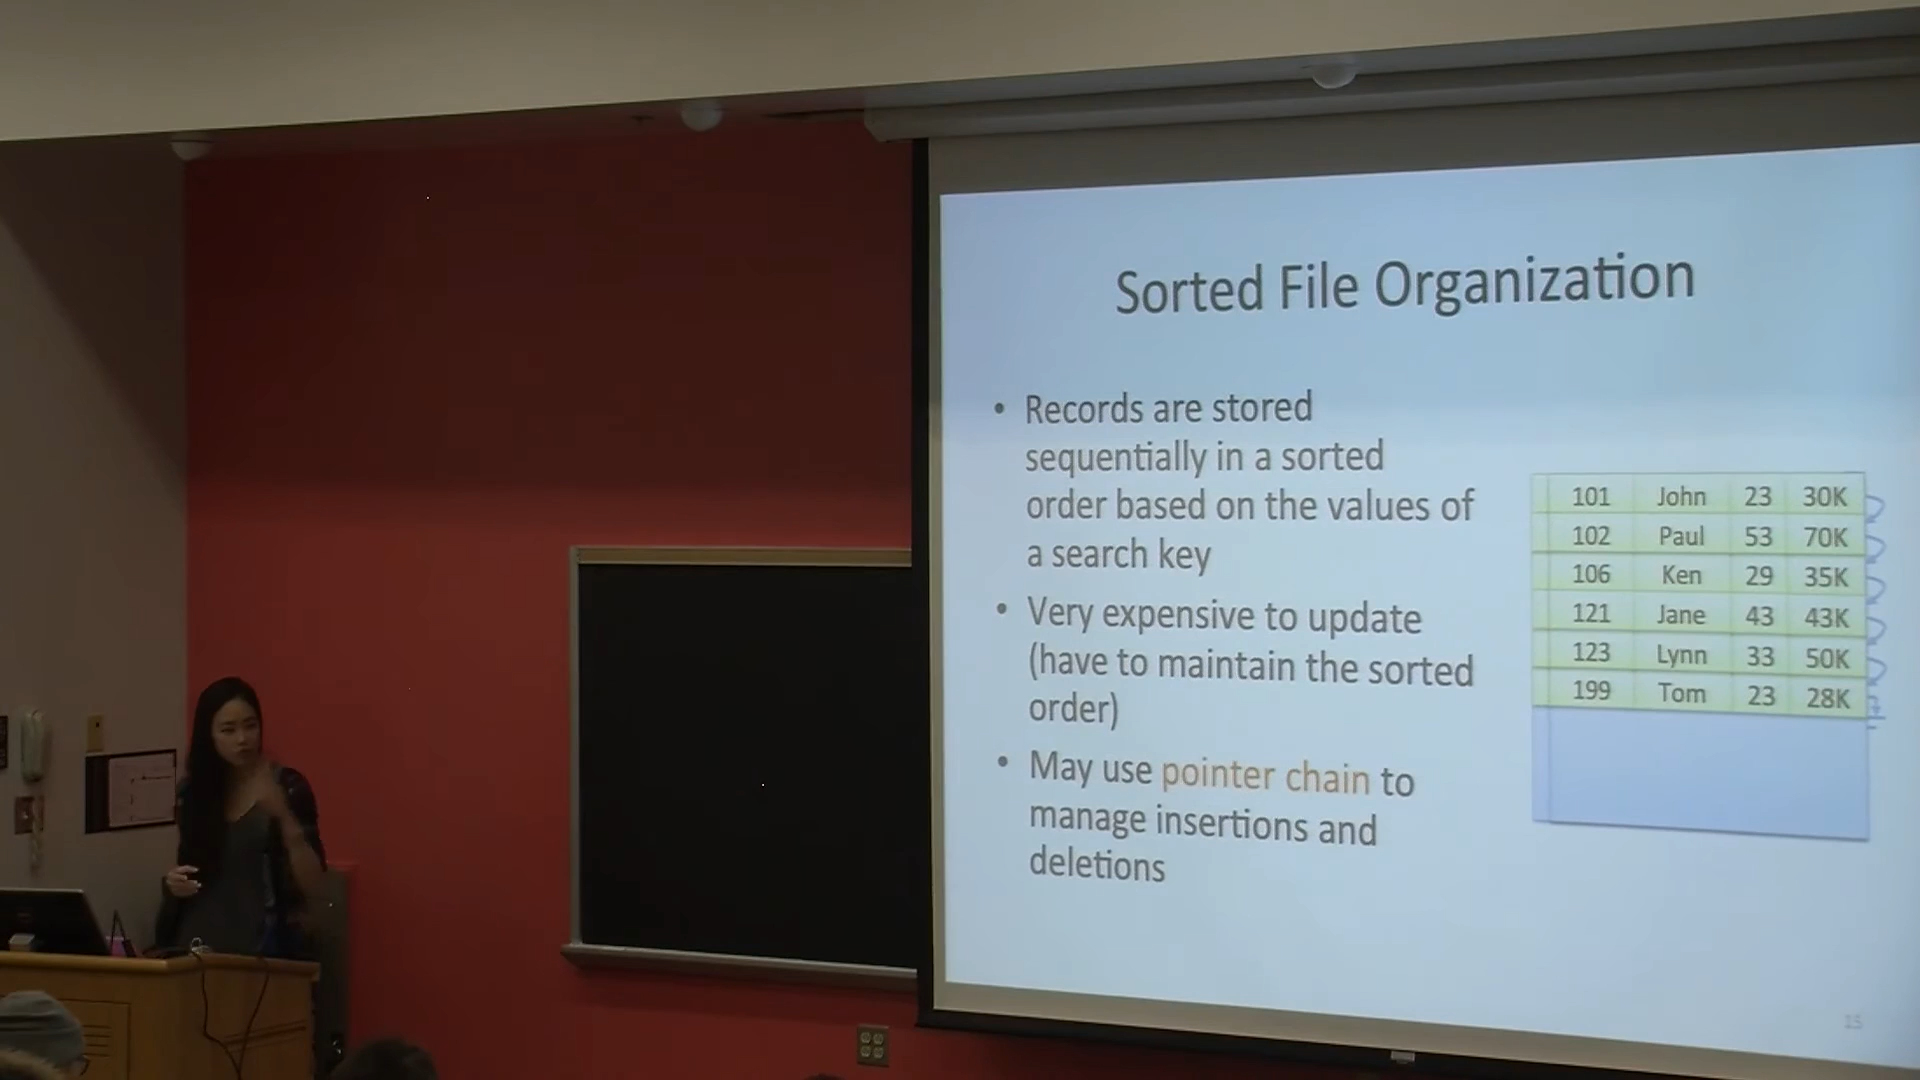 Sorted File Organization
• Records are stored
sequentially in a sorted
order based on the values of
a search key
• Very expensive to update
(have to maintain the sorted
order)
• May use pointer chain to
manage insertions and
deletions
101 John 23 30K
102 Paul 53 70K
106 Ken 29 35K
121 Jane 43 43K
123 Lynn 33 50K
199 Tom 23 28K
15